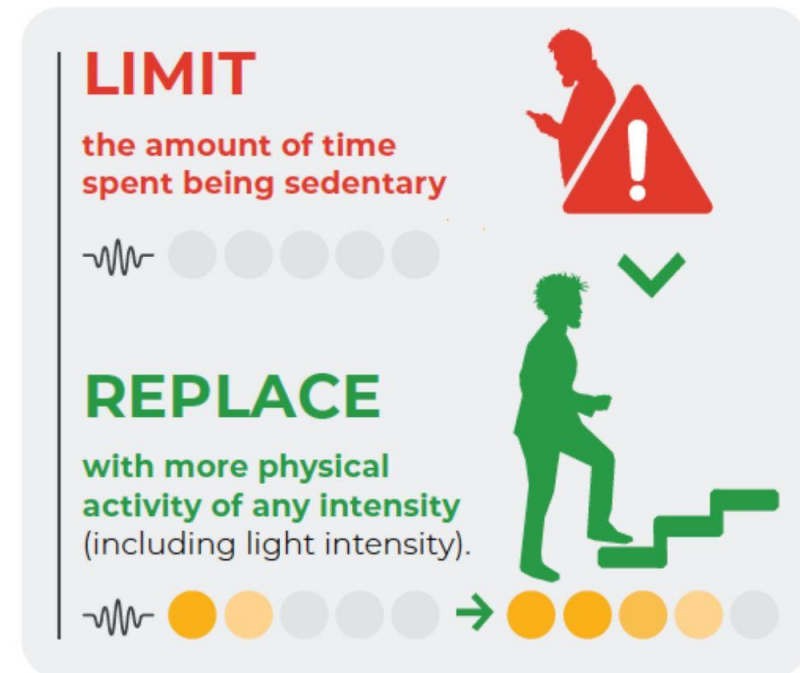 LIMIT
the amount of time
spent being sedentary
REPLACE
with more physical
activity of any intensity
(including light intensity).